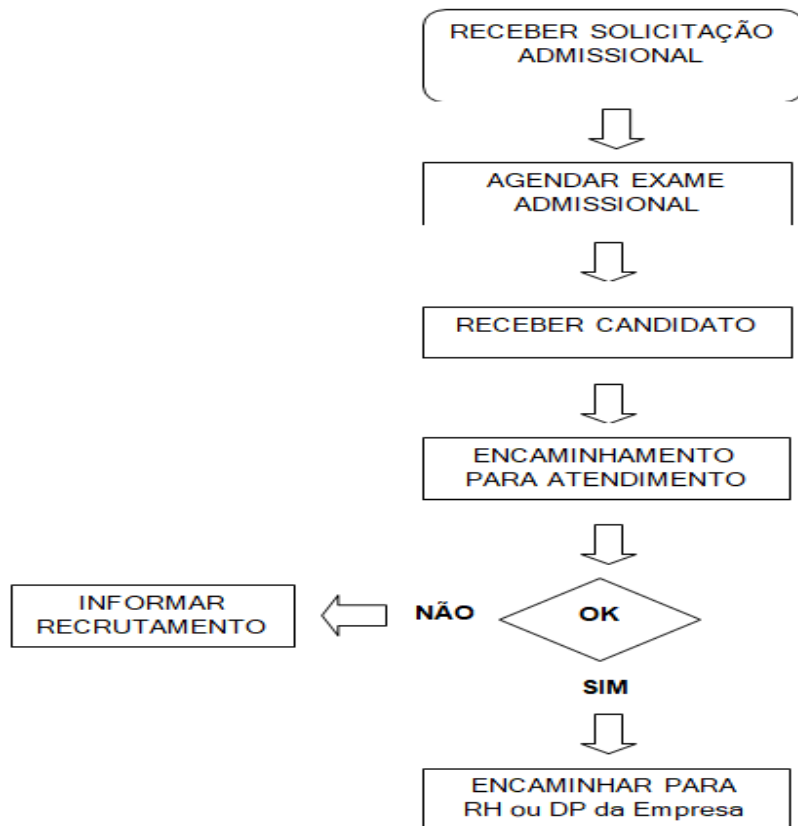 RECEBER SOLICITAÇÃO
ADMISSIONAL
AGENDAR EXAME
ADMISSIONAL
RECEBER CANDIDATO
ENCAMINHAMENTO
PARA ATENDIMENTO
INFORMAR
RECRUTAMENTO
NÃO
OK
SIM
ENCAMINHAR PARA
RH ou DP da Empresa